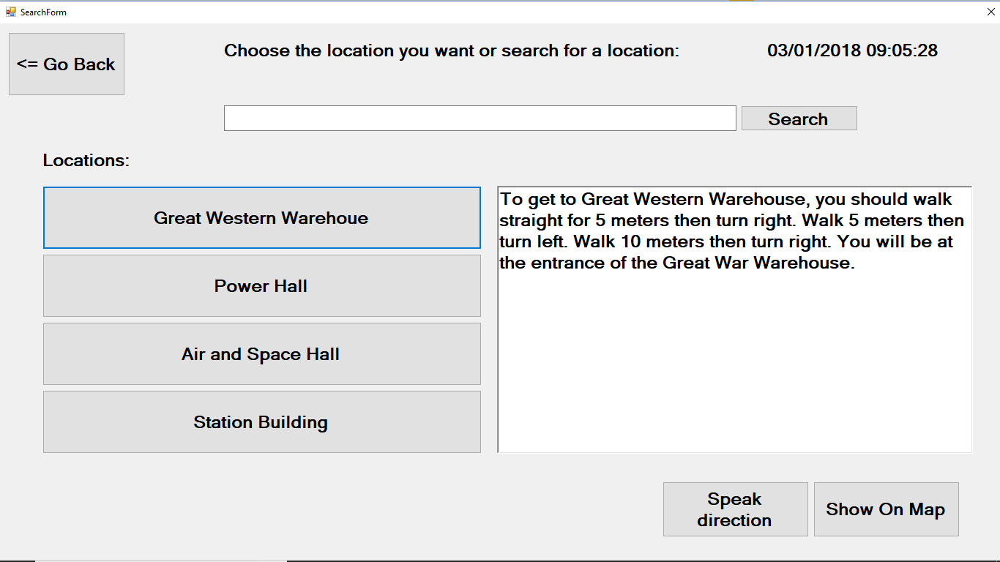 SearchForm
<= Go Back
Choose the location you want or search for a location:
03/01/2018 09:05:28
Search
Locations:
Great Western Warehoue
Power Hall
Air and Space Hall
Station Building
To get to Great Western Warehouse, you should walk
straight for 5 meters then turn right. Walk 5 meters then
turn left. Walk 10 meters then turn right. You will be at
the entrance of the Great War Warehouse.
Speak
direction
Show On Map